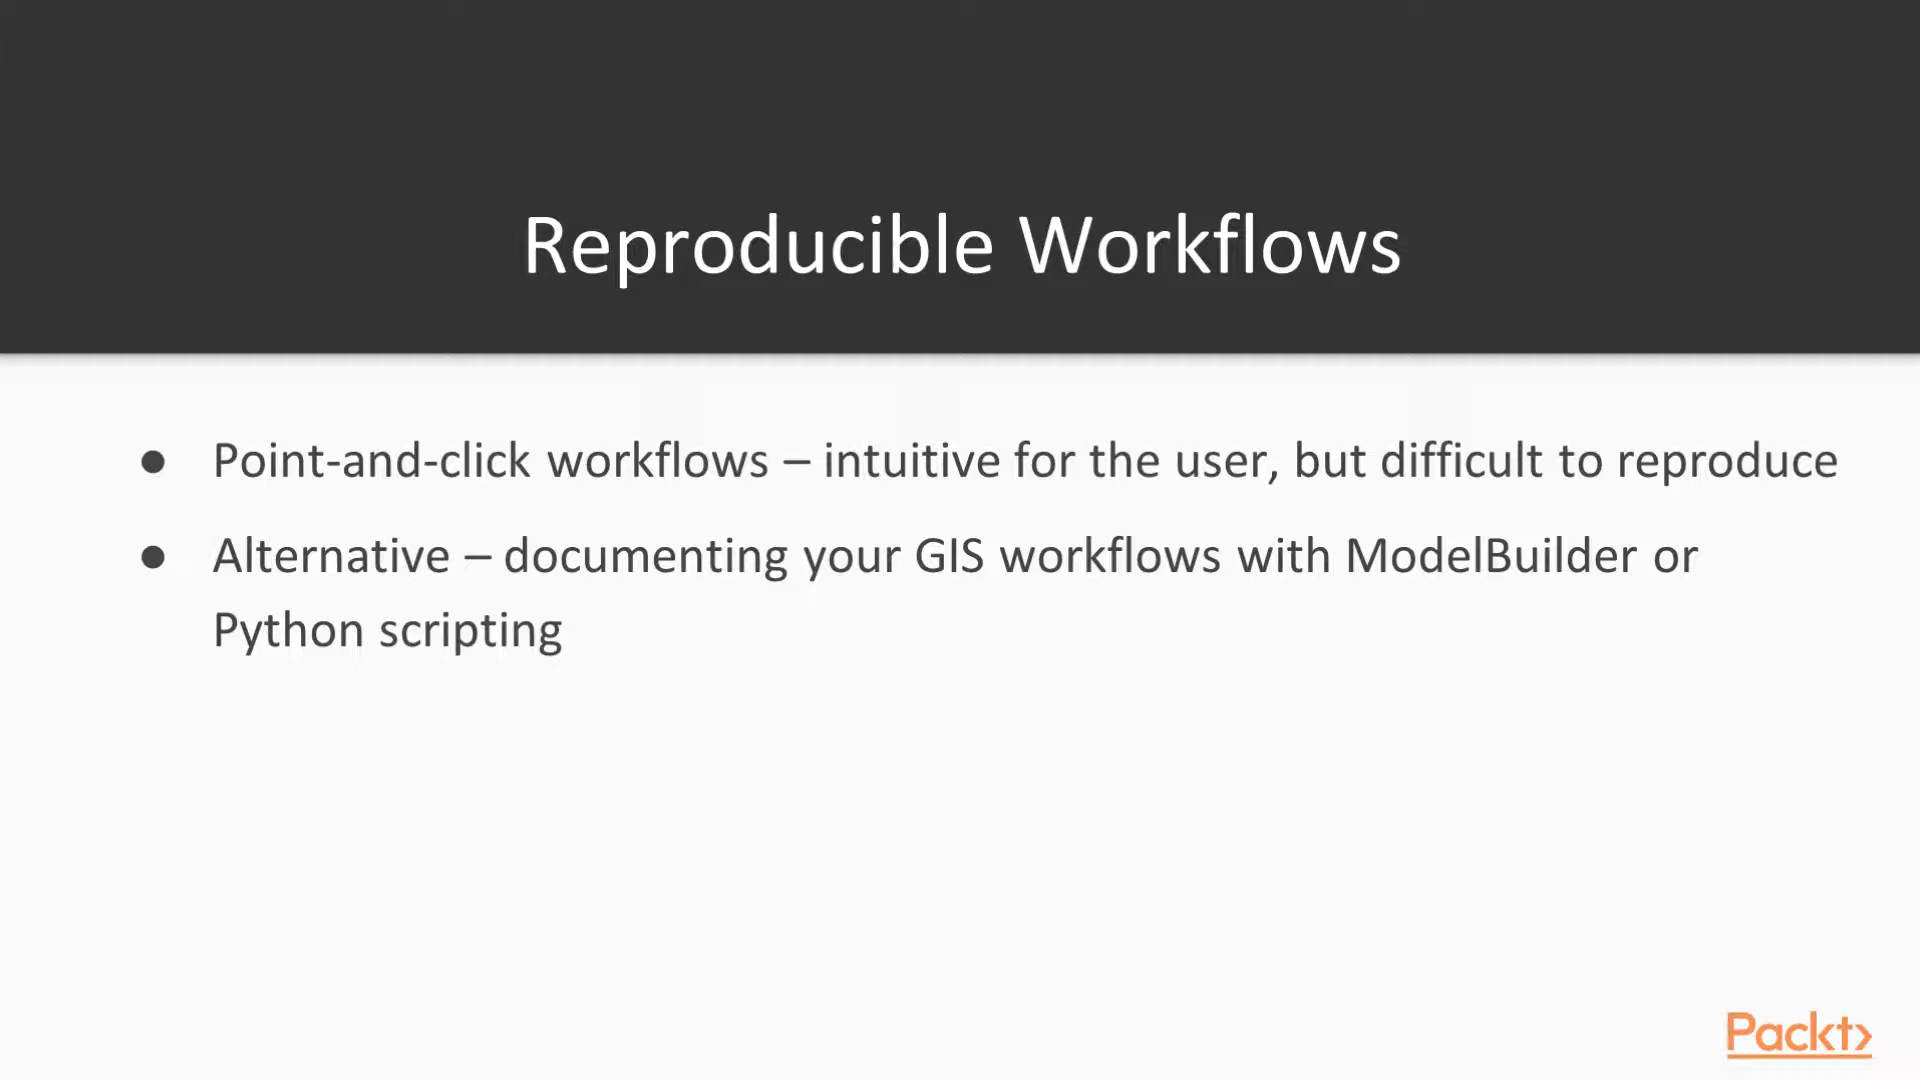 Reproducible Workflows
● Point-and-click workflows – intuitive for the user, but difficult to reproduce
● Alternative – documenting your GIS workflows with ModelBuilder or
Python scripting
Packt>